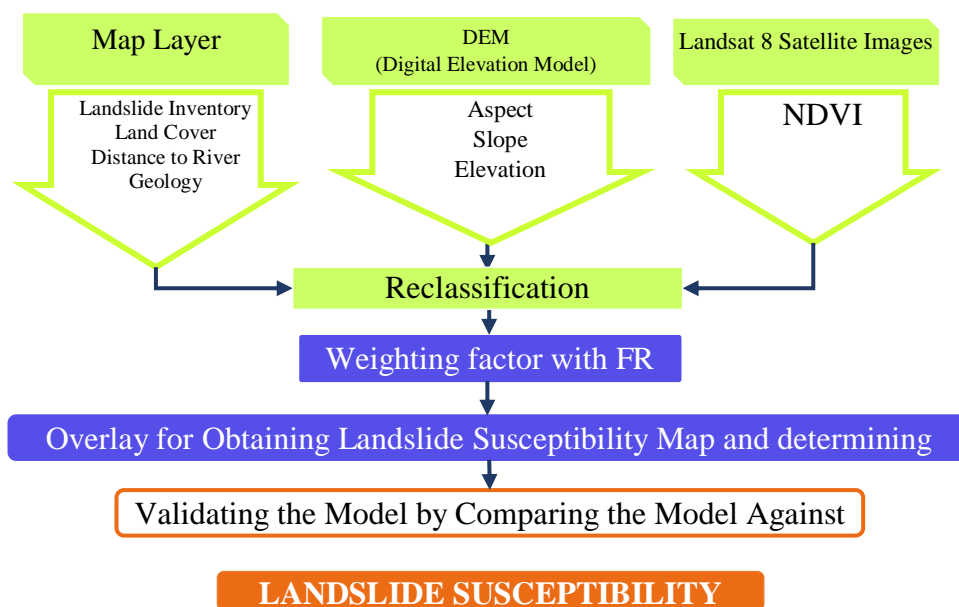 Map Layer
Landslide Inventory
Land Cover
Distance to River
Geology
DEM
(Digital Elevation Model)
Aspect
Slope
Elevation
Landsat 8 Satellite Images
NDVI
Reclassification
Weighting factor with FR
Overlay for Obtaining Landslide Susceptibility Map and determining
Validating the Model by Comparing the Model Against
LANDSLIDE SUSCEPTIBILITY